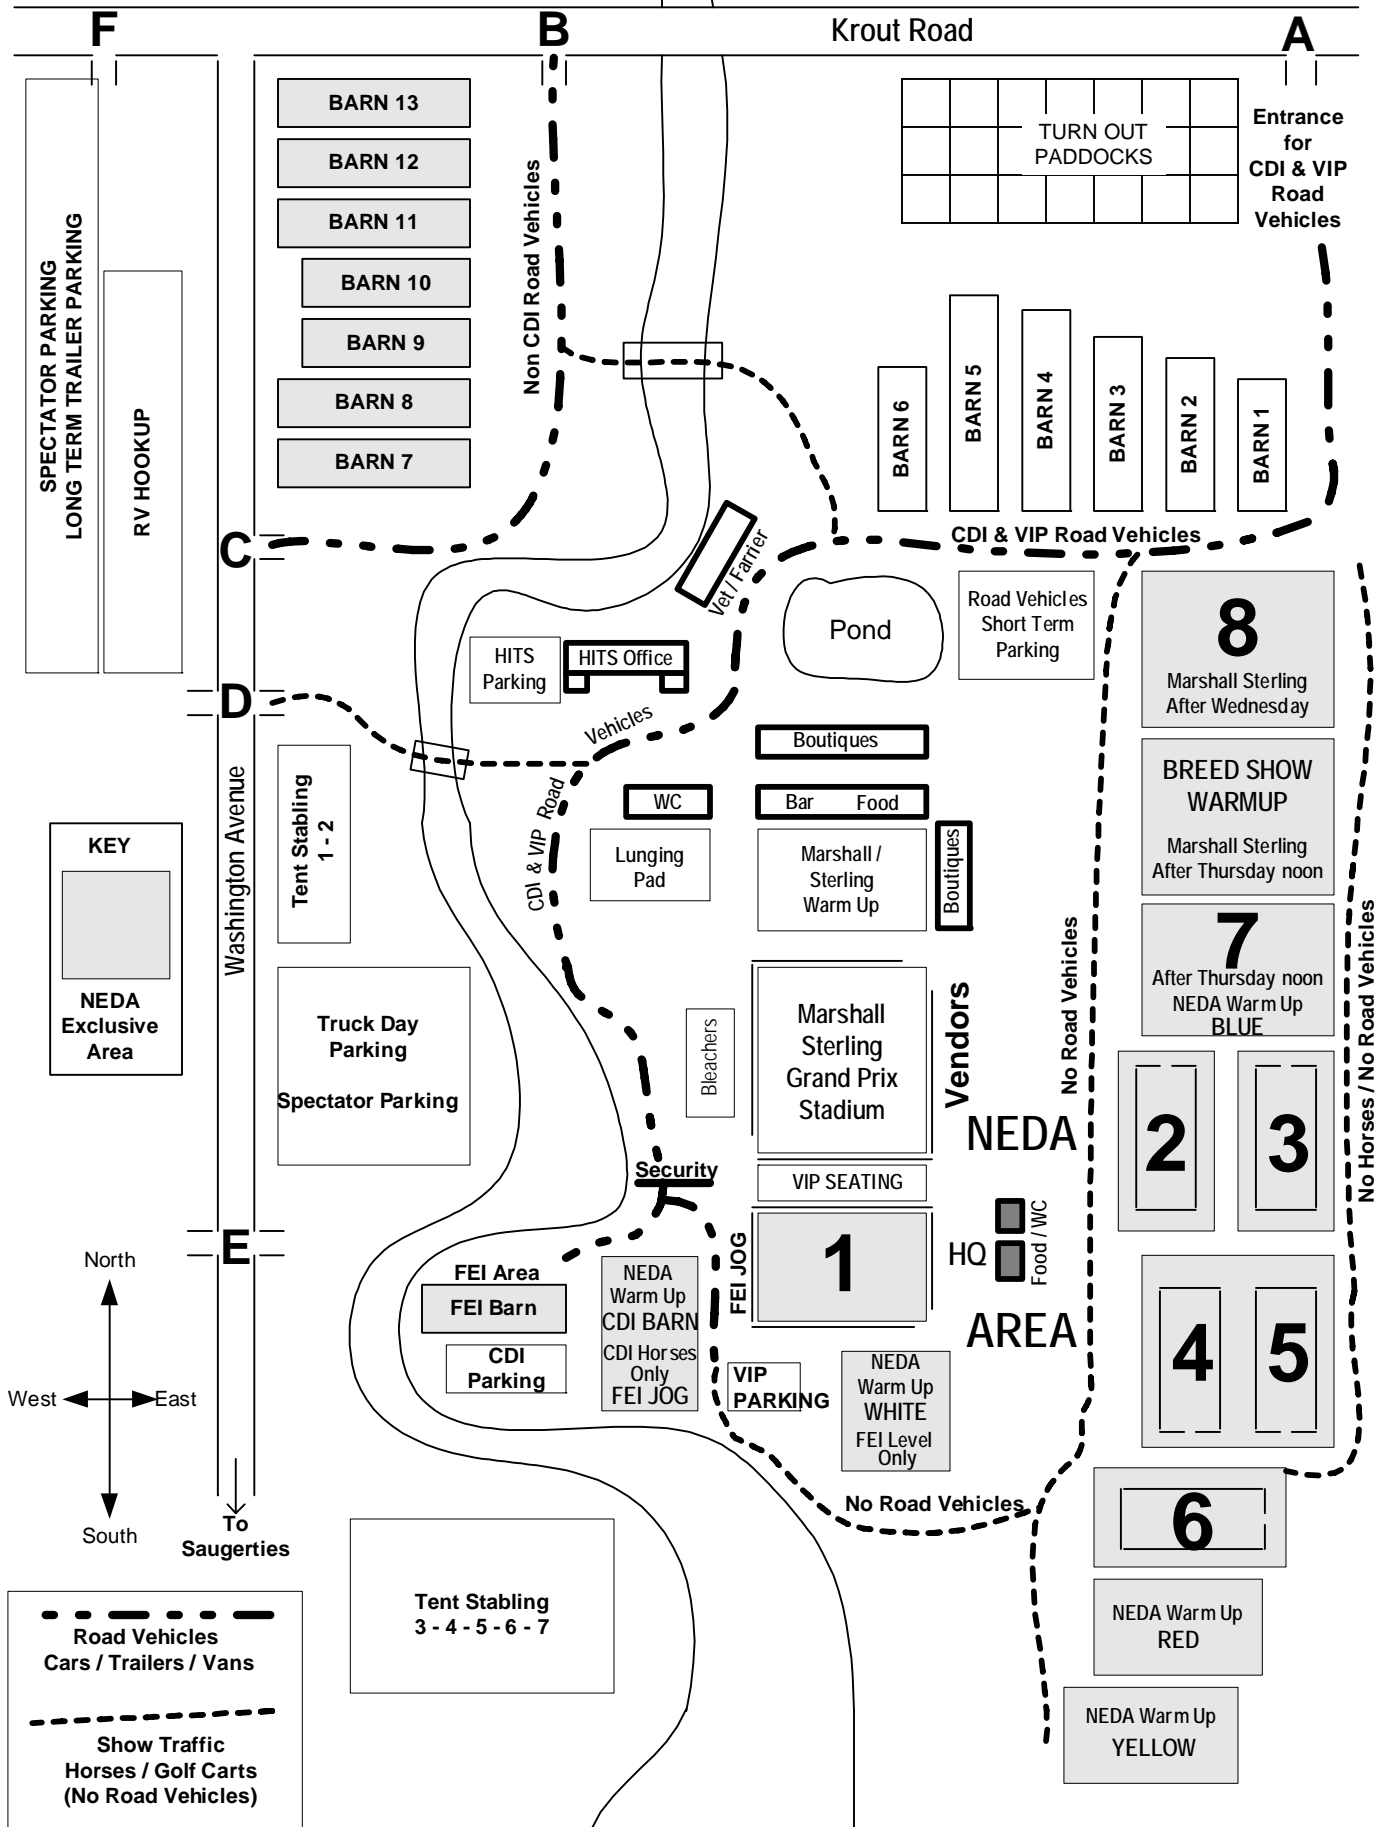 F
B
Krout Road
A
BARN 13
BARN 12
BARN 11
BARN 10
BARN 9
BARN 8
BARN 7
SPECTATOR PARKING
LONG TERM TRAILER PARKING
RV HOOKUP
Non CDI Road Vehicles
TURN OUT
PADDOCKS
Entrance
for
CDI & VIP
Road
Vehicles
BARN 6
BARN 5
BARN 4
BARN 3
BARN 2
BARN 1
C
CDI & VIP Road Vehicles
Vet / Farrier
Pond
Road Vehicles
Short Term
Parking
8
Marshall Sterling
After Wednesday
HITS
Parking
HITS Office
D
Vehicles
CDI & VIP Road
Boutiques
WC
Bar Food
Boutiques
Lunging
Pad
Marshall /
Sterling
Warm Up
BREED SHOW
WARMUP
Marshall Sterling
After Thursday noon
Tent Stabling
1 - 2
Washington Avenue
KEY
NEDA
Exclusive
Area
7
After Thursday noon
NEDA Warm Up
BLUE
No Road Vehicles
No Horses / No Road Vehicles
Truck Day
Parking
Spectator Parking
Bleachers
Marshall
Sterling
Grand Prix
Stadium
Vendors
NEDA
2
3
Security
VIP SEATING
E
FEI Area
FEI Barn
CDI
Parking
NEDA
Warm Up
CDI BARN
CDI Horses
Only
FEI JOG
FEI JOG
1
HQ
Food / WC
AREA
4
5
VIP
PARKING
NEDA
Warm Up
WHITE
FEI Level
Only
North
West
East
South
To
Saugerties
No Road Vehicles
6
Tent Stabling
3 - 4 - 5 - 6 - 7
NEDA Warm Up
RED
NEDA Warm Up
YELLOW
Road Vehicles
Cars / Trailers / Vans
Show Traffic
Horses / Golf Carts
(No Road Vehicles)